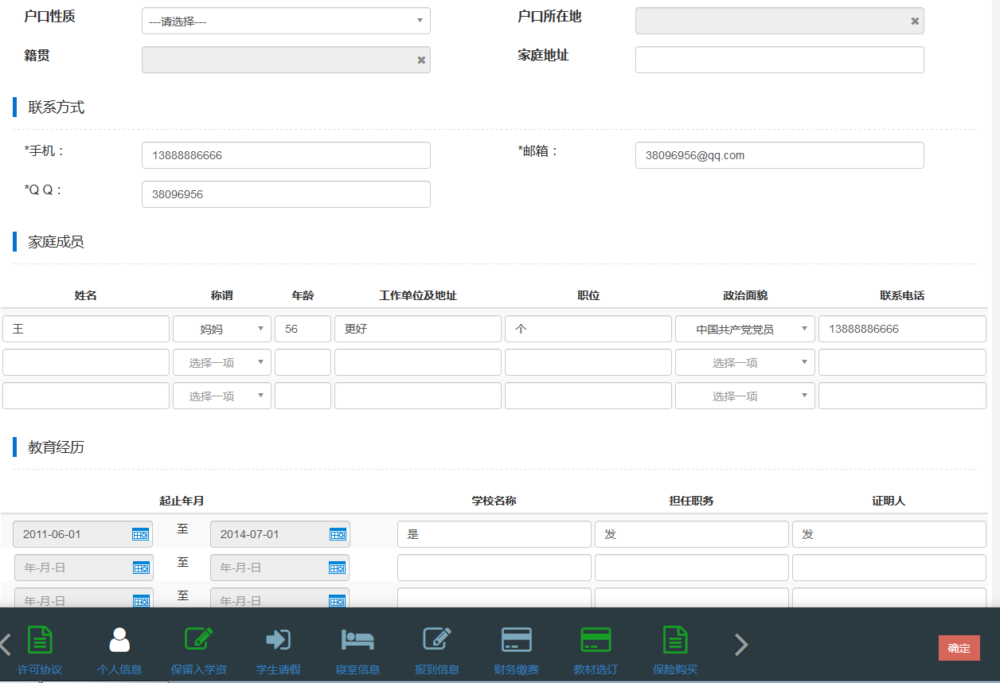 户口性质 ---请选择--- 户口所在地
籍贯 家庭地址
联系方式
*手机： 13888886666 *邮箱： 38096956@qq.com
*Q Q： 38096956
家庭成员
姓名 称谓 年龄 工作单位及地址 职位 政治面貌 联系电话
王 妈妈 56 更好 个 中国共产党党员 13888886666
选择一项 选择一项
选择一项 选择一项
教育经历
起止年月 学校名称 担任职务 证明人
2011-06-01 至 2014-07-01 是 发 发
年-月-日 至 年-月-日
年-月-日 至 年-月-日
许可协议 个人信息 保留入学资 学生请假 寝室信息 报到信息 财务缴费 教材选订 保险购买 确定